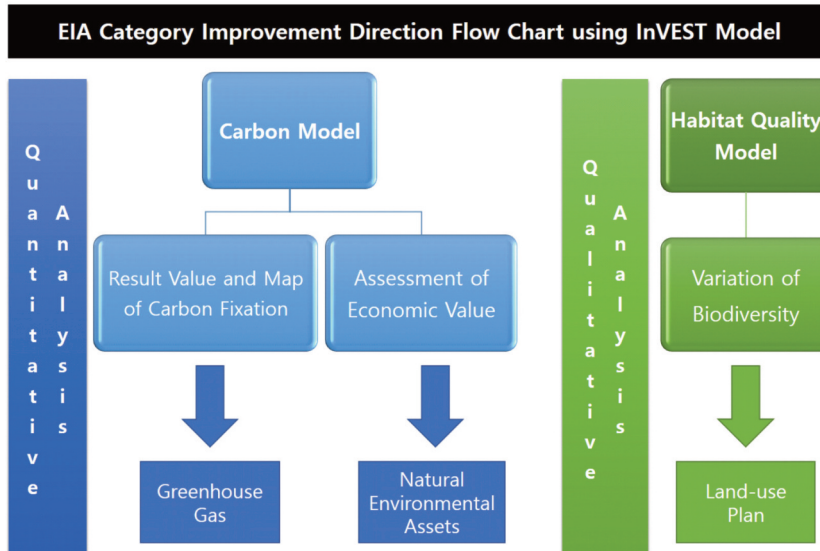 EIA Category Improvement Direction Flow Chart using InVEST Model
Quantitative
Analysis
Carbon Model
Result Value and Map
of Carbon Fixation
Assessment of
Economic Value
Greenhouse
Gas
Natural
Environmental
Assets
Qualitative
Analysis
Habitat Quality
Model
Variation of
Biodiversity
Land-use
Plan